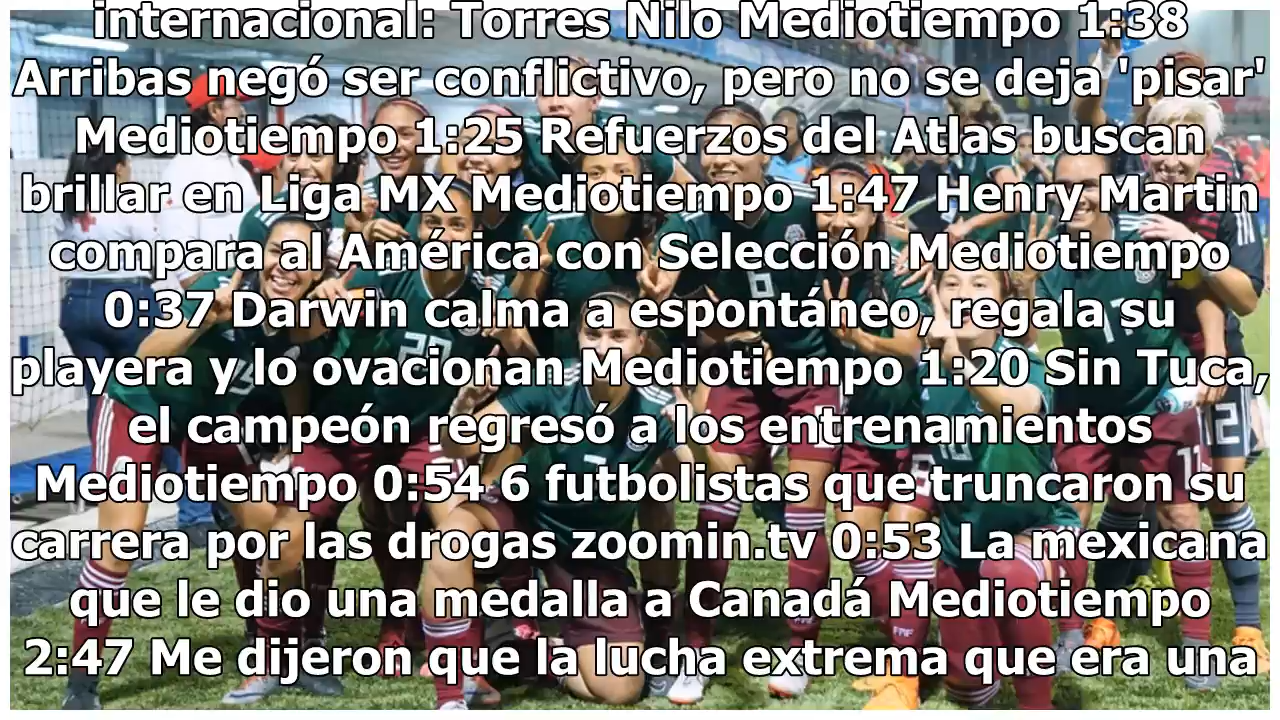 internacional: Torres Nilo Mediotiempo 1:38
Arribas negó ser conflictivo, pero no se deja 'pisar'
Mediotiempo 1:25 Refuerzos del Atlas buscan
brillar en Liga MX Mediotiempo 1:47 Henry Martin
compara al América con Selección Mediotiempo
0:37 Darwin calma a espontáneo, regala su
playera y lo ovacionan Mediotiempo 1:20 Sin Tuca,
el campeón regresó a los entrenamientos
Mediotiempo 0:54 6 futbolistas que truncaron su
carrera por las drogas zoomin.tv 0:53 La mexicana
que le dio una medalla a Canadá Mediotiempo
2:47 Me dijeron que la lucha extrema que era una